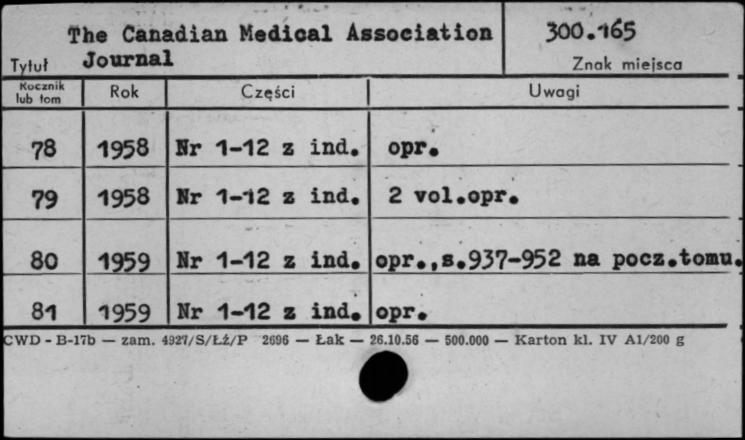 The Canadian Medical Association 300.165
Tytuł Journal Znak miejsca
Rocznik lub tom Rok Części Uwagi
78 1958 Nr 1-12 z ind. opr.
79 1958 Nr 1-12 z ind. 2 vol.opr.
80 1959 Nr 1-12 z ind. opr.,s.937-952 na pocz.tomu.
81 1959 Nr 1-12 z ind. opr.
CWD - B-17b — zam. 4927/S/Łź/P 2696 — Łak — 26.10.56 — 500.000 — Karton kl. IV A1/200 g